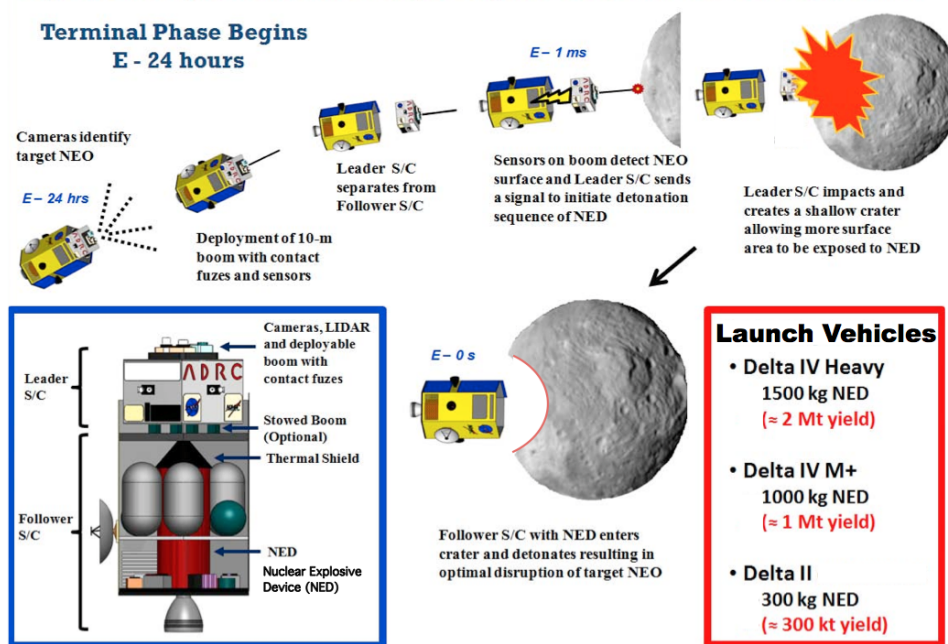 Terminal Phase Begins
E - 24 hours
Cameras identify
target NEO
E – 24 hrs
Deployment of 10-m
boom with contact
fuzes and sensors
Leader S/C
separates from
Follower S/C
E – 1 ms
Sensors on boom detect NEO
surface and Leader S/C sends
a signal to initiate detonation
sequence of NED
Leader S/C impacts and
creates a shallow crater
allowing more surface
area to be exposed to NED
Leader
S/C
Follower
S/C
Cameras, LIDAR
and deployable
boom with
contact fuzes
ADRC
Stowed Boom
(Optional)
Thermal Shield
NED
Nuclear Explosive
Device (NED)
E – 0 s
Follower S/C with NED enters
crater and detonates resulting in
optimal disruption of target NEO
Launch Vehicles
• Delta IV Heavy
1500 kg NED
(≈ 2 Mt yield)
• Delta IV M+
1000 kg NED
(≈ 1 Mt yield)
• Delta II
300 kg NED
(≈ 300 kt yield)